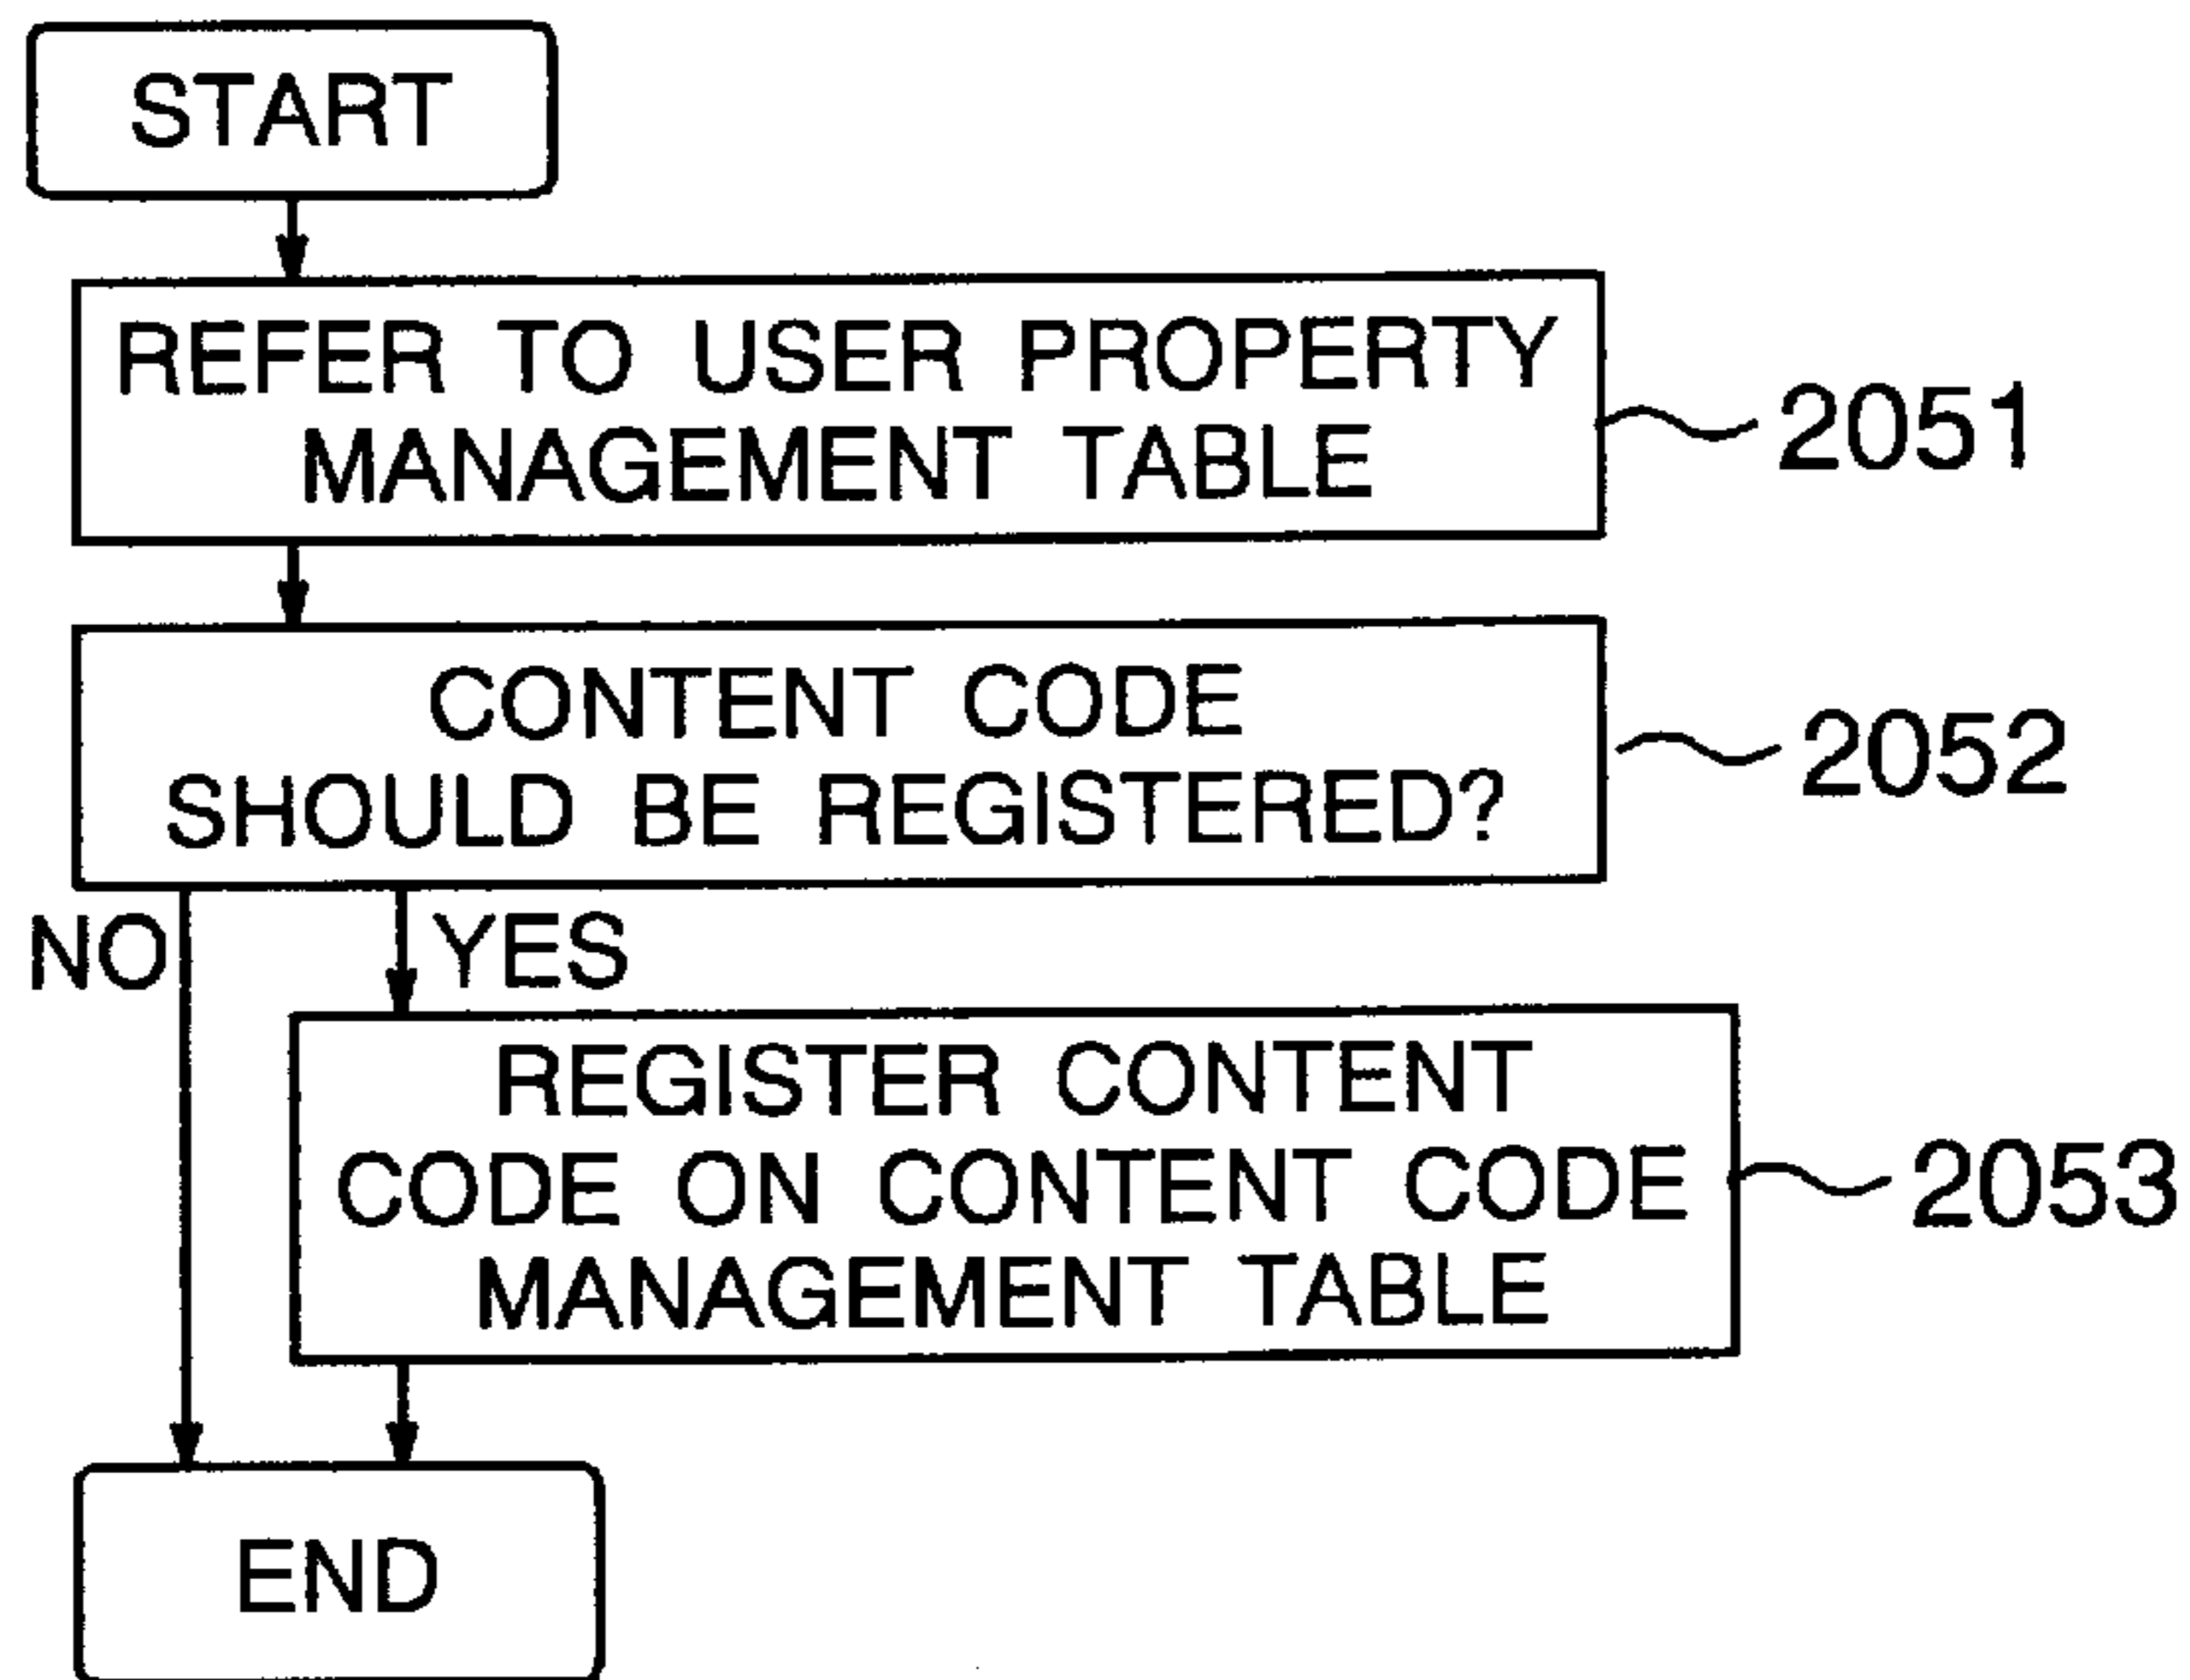 START
REFER TO USER PROPERTY
MANAGEMENT TABLE
2051
CONTENT CODE
SHOULD BE REGISTERED?
2052
NO
YES
REGISTER CONTENT
CODE ON CONTENT CODE
MANAGEMENT TABLE
2053
END